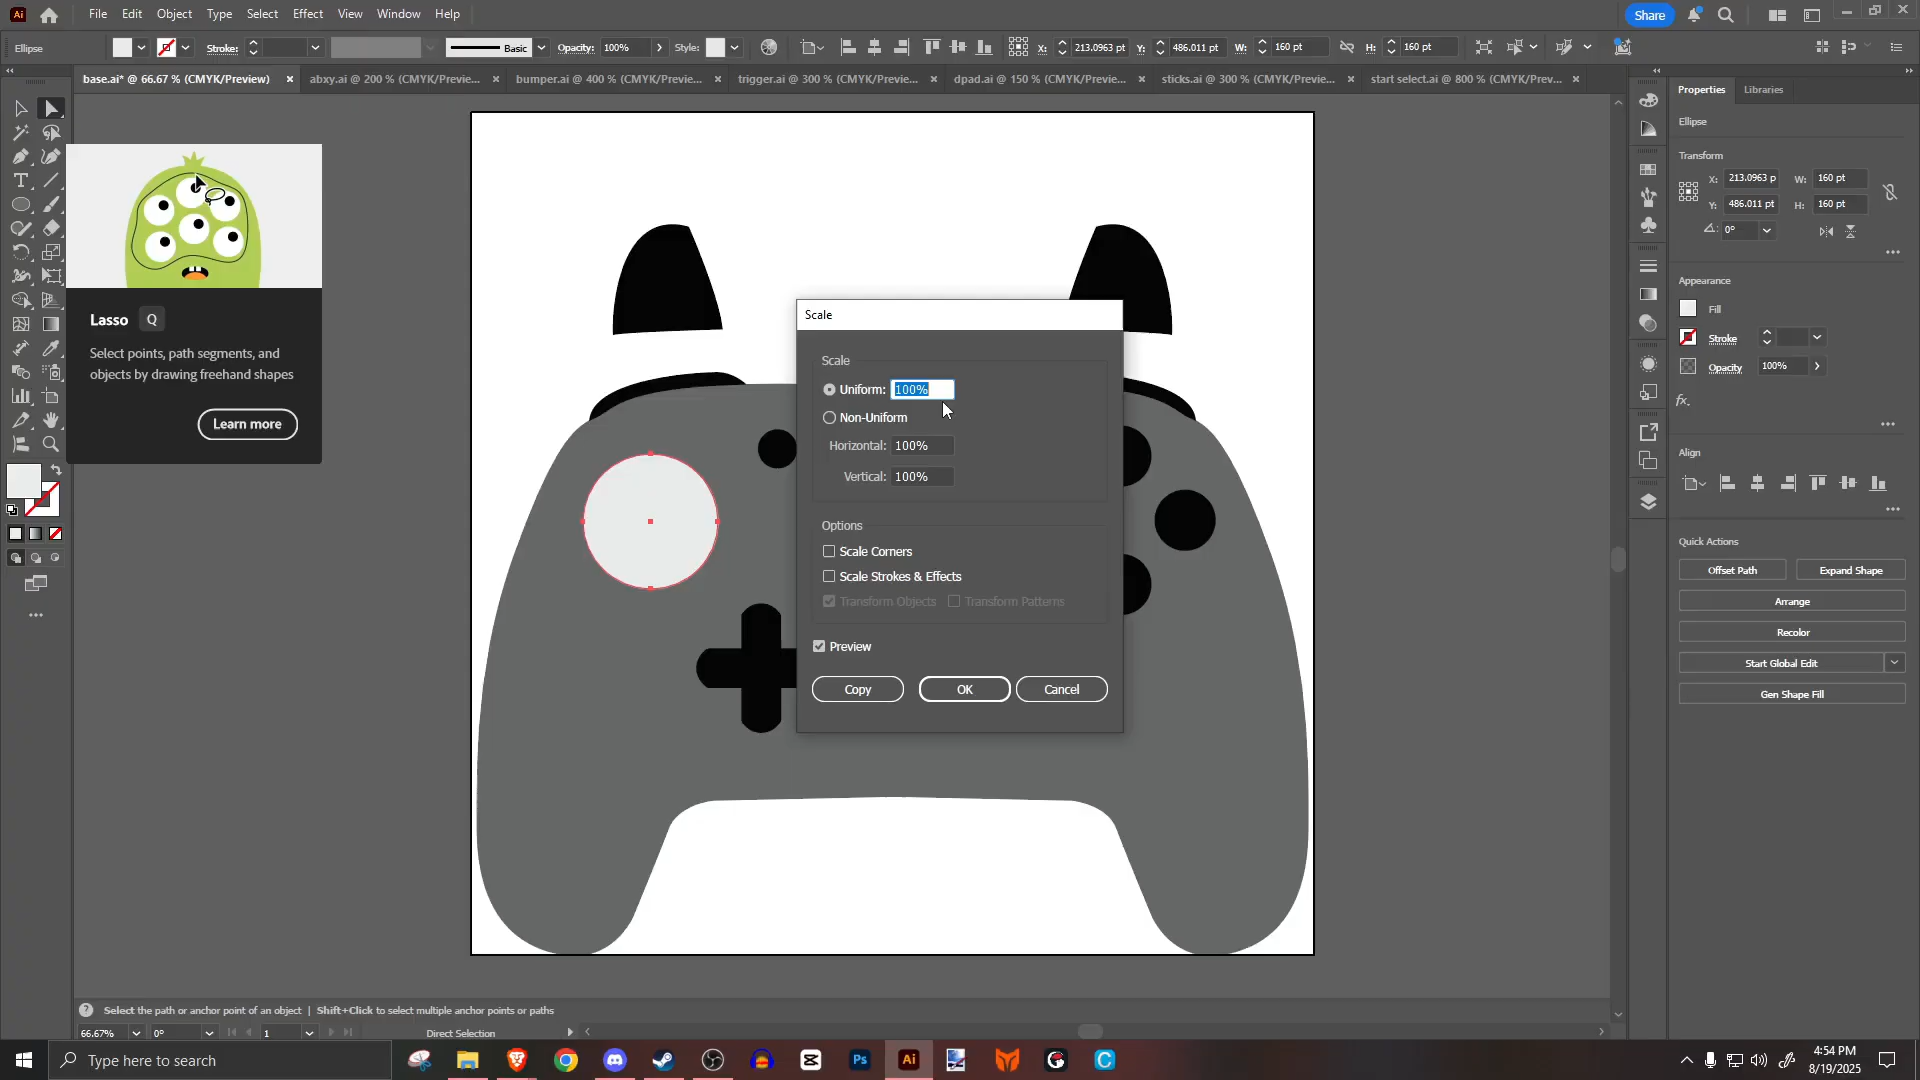 Ai
File Edit Object Type Select Effect View Window Help
Share
Ellipse
Stroke:
Basic
Opacity: 100%
Style:
X: 213.0963 pt
Y: 486.011 pt
W: 160 pt
H: 160 pt
base.ai* @ 66.67 % (CMYK/Preview)
abxy.ai @ 200 % (CMYK/Previe...
bumper.ai @ 400 % (CMYK/Previe...
trigger.ai @ 300 % (CMYK/Previe...
dpad.ai @ 150 % (CMYK/Previe...
sticks.ai @ 300 % (CMYK/Previe...
start select.ai @ 800 % (CMYK/Prev...
Lasso Q
Select points, path segments, and
objects by drawing freehand shapes
Learn more
Scale
Scale
Uniform: 100%
Non-Uniform
Horizontal: 100%
Vertical: 100%
Options
Scale Corners
Scale Strokes & Effects
Transform Objects Transform Patterns
Preview
Copy OK Cancel
Properties Libraries
Ellipse
Transform
X: 213.0963 p W: 160 pt
Y: 486.011 pt H: 160 pt
0°
Appearance
Fill
Stroke
Opacity 100%
fx.
Align
Quick Actions
Offset Path Expand Shape
Arrange
Recolor
Start Global Edit
Gen Shape Fill
Select the path or anchor point of an object | Shift+Click to select multiple anchor points or paths
66.67% 0° 1 Direct Selection
Type here to search
Ps Ai C
4:54 PM
8/19/2025